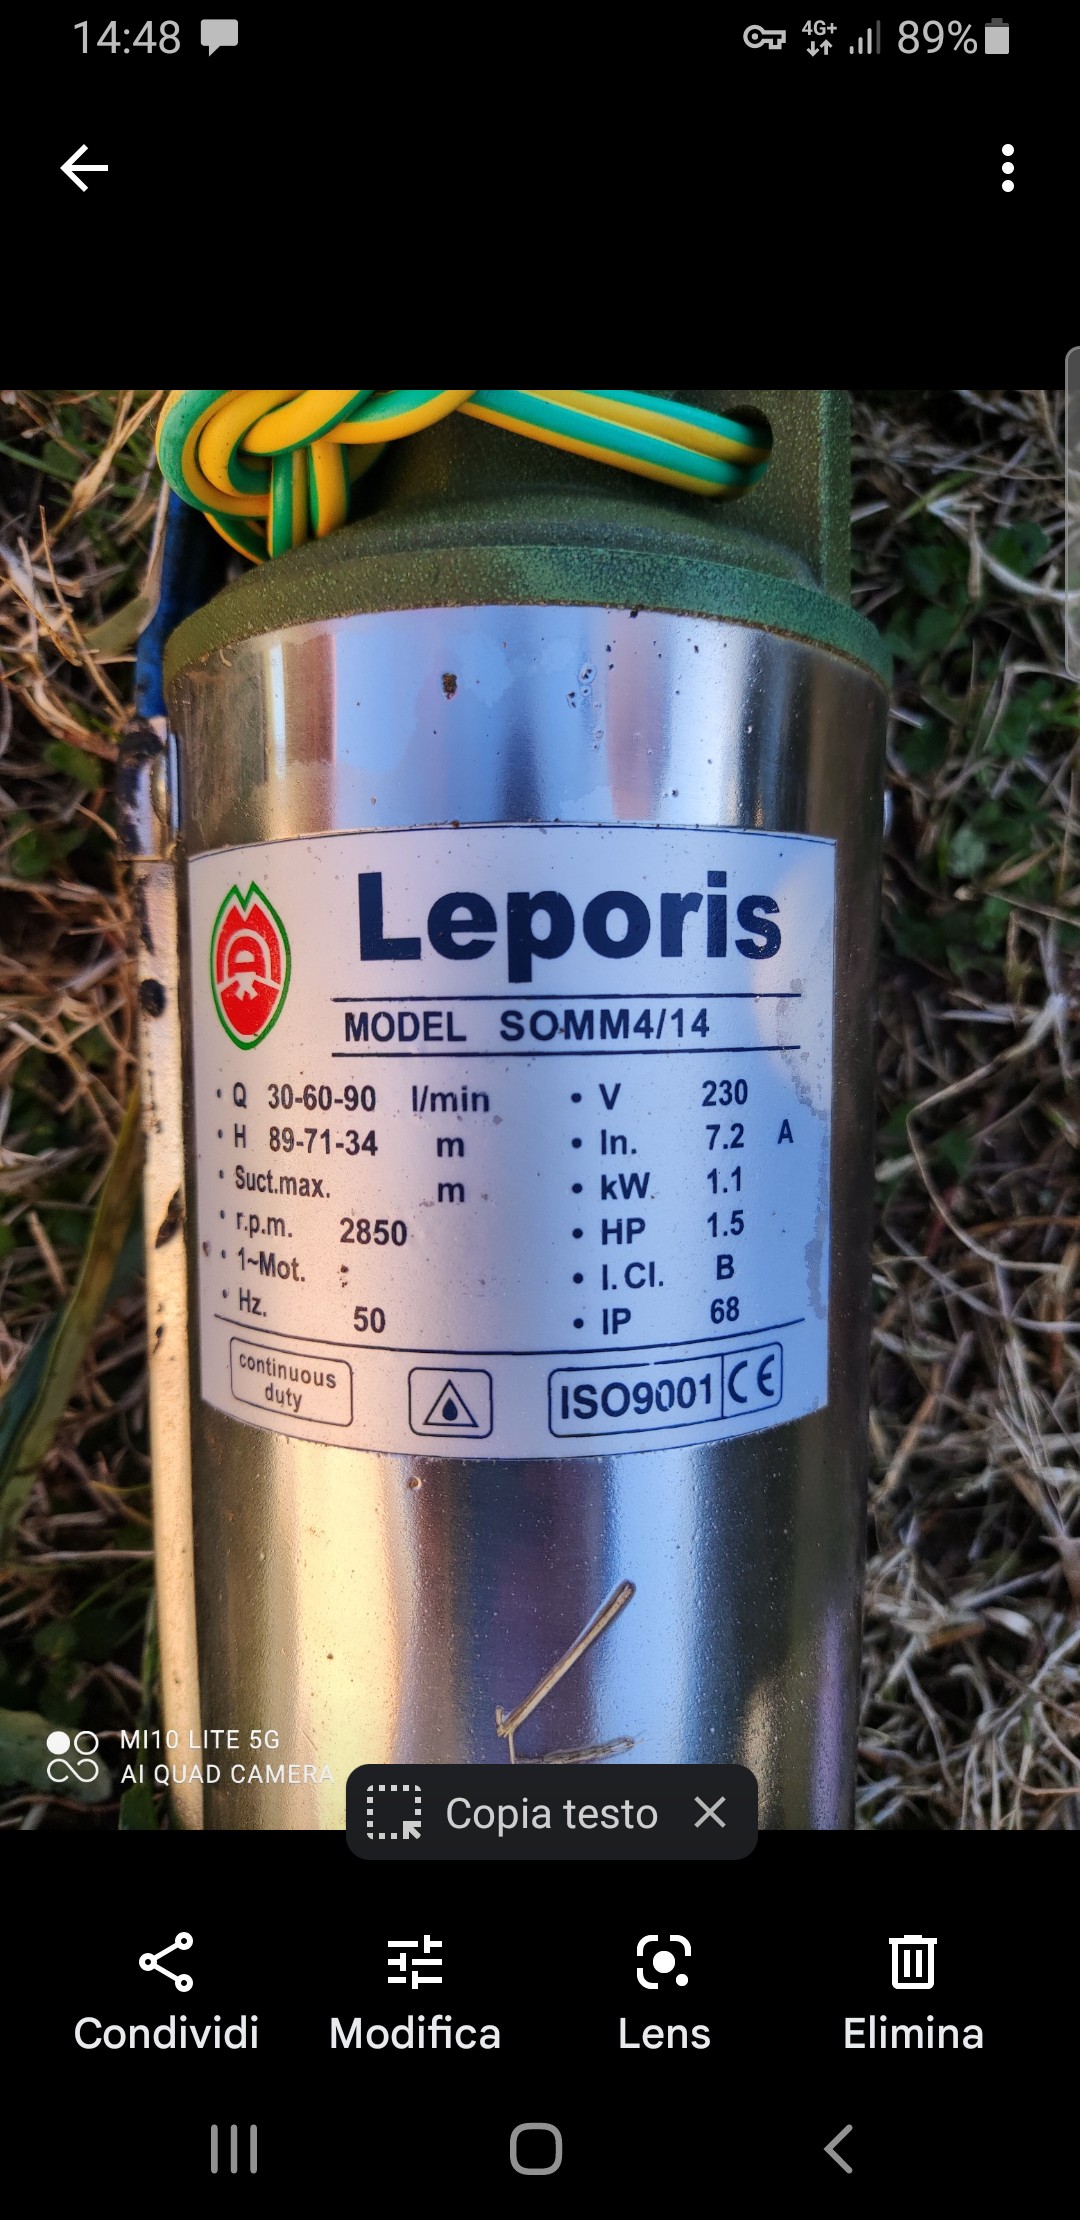 14:48 4G+ 89%
Leporis
MODEL SOMM4/14
• Q 30-60-90 l/min • V 230
• H 89-71-34 m • In. 7.2 A
• Suct.max. m • kW 1.1
• r.p.m. 2850 • HP 1.5
• 1~Mot. • I.Cl. B
• Hz. 50 • IP 68
continuous
duty
ISO9001 CE
MI10 LITE 5G
AI QUAD CAMERA
Copia testo
Condividi Modifica Lens Elimina